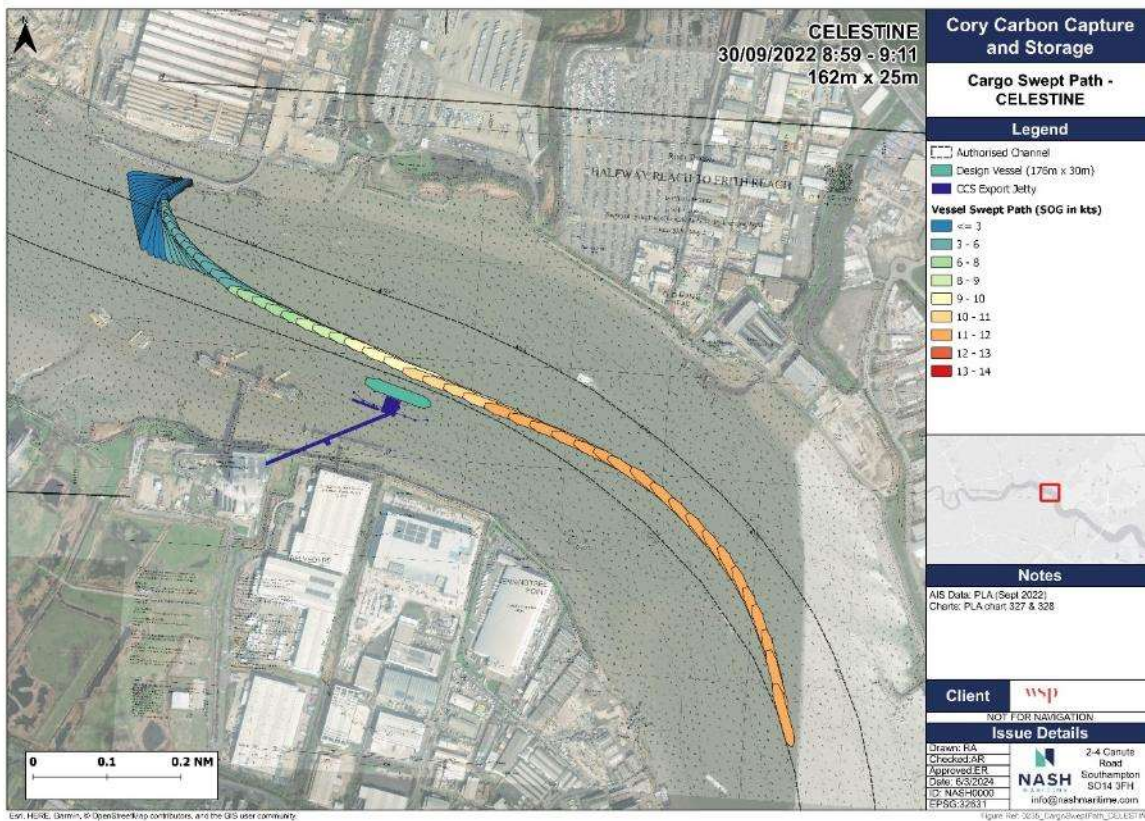 CELESTINE
30/09/2022 8:59 - 9:11
162m x 25m
HALFWAY REACH TO ERITH REACH
0 0.1 0.2 NM
Esri, HERE, Garmin, © OpenStreetMap contributors, and the GIS user community
Cory Carbon Capture
and Storage
Cargo Swept Path -
CELESTINE
Legend
Authorised Channel
Design Vessel (176m x 30m)
CCS Export Jetty
Vessel Swept Path (SOG in kts)
<= 3
3 - 6
6 - 8
8 - 9
9 - 10
10 - 11
11 - 12
12 - 13
13 - 14
Notes
AIS Data: PLA (Sept 2022)
Charts: PLA chart 327 & 328
Client
wsp
NOT FOR NAVIGATION
Issue Details
Drawn: RA
Checked:AR
Approved:ER
Date: 6/3/2024
ID: NASH0000
EPSG:32631
NASH
MARITIME
2-4 Canute
Road
Southampton
SO14 3FH
info@nashmaritime.com